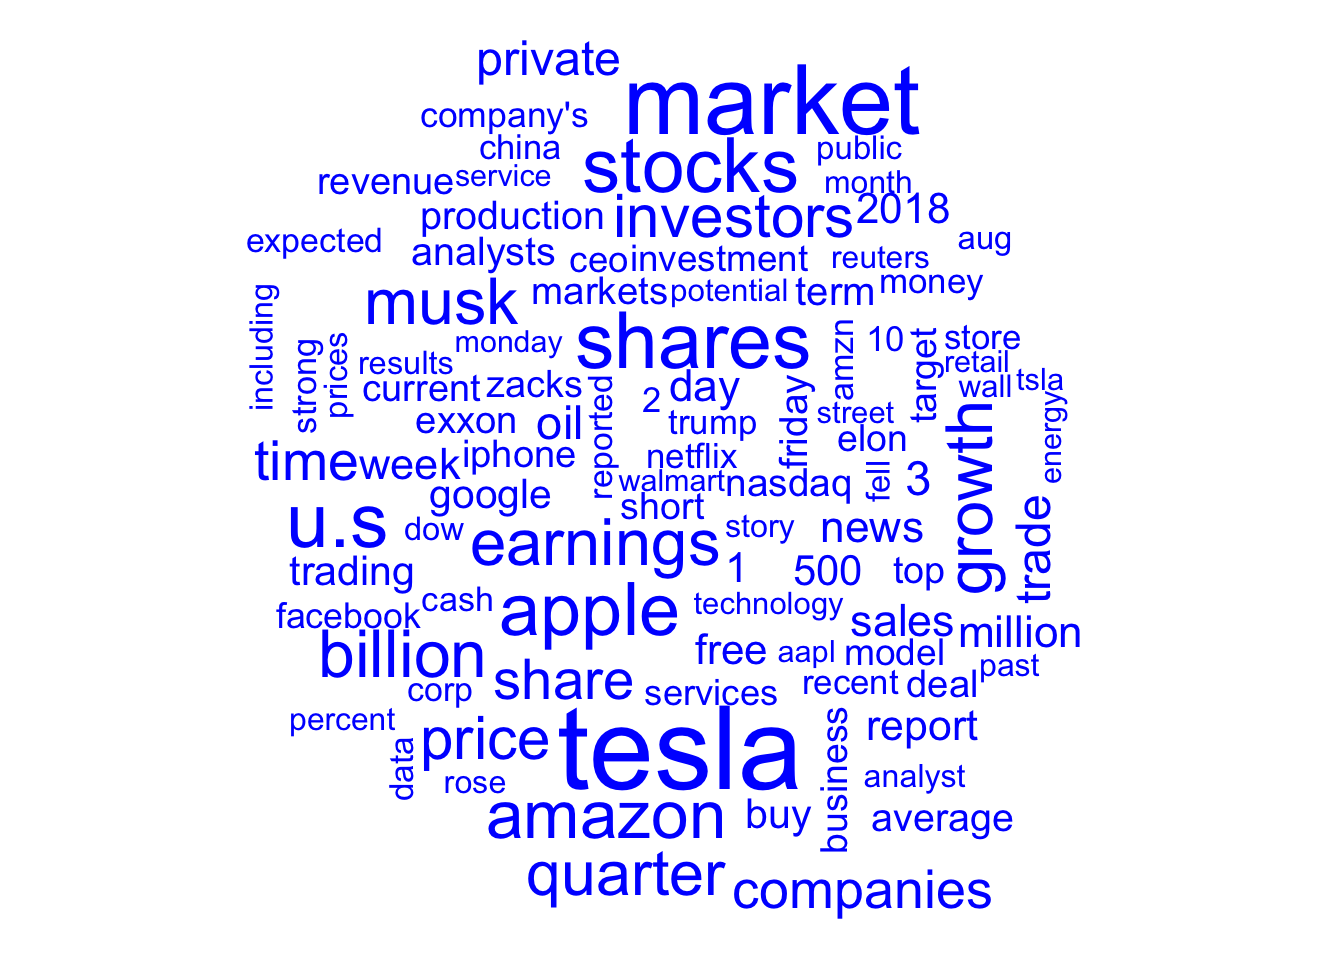 private
market
company's
china
stocks
public
revenue
service
month
production
investors
2018
expected
analysts
ceo
investment
reuters
aug
including
musk
markets
potential
term
money
strong
prices
results
monday
shares
amzn
10
target
store
retail
current
zacks
reported
2
day
friday
wall
tsla
exxon
oil
trump
street
elon
growth
energy
time
week
iphone
netflix
google
walmart
nasdaq
fell
3
short
u.s
dow
earnings
story
news
trade
trading
1
500
top
facebook
cash
apple
technology
sales
million
billion
free
aapl
model
past
corp
share
services
recent
deal
percent
data
price
tesla
business
report
rose
analyst
amazon
buy
average
quarter
companies